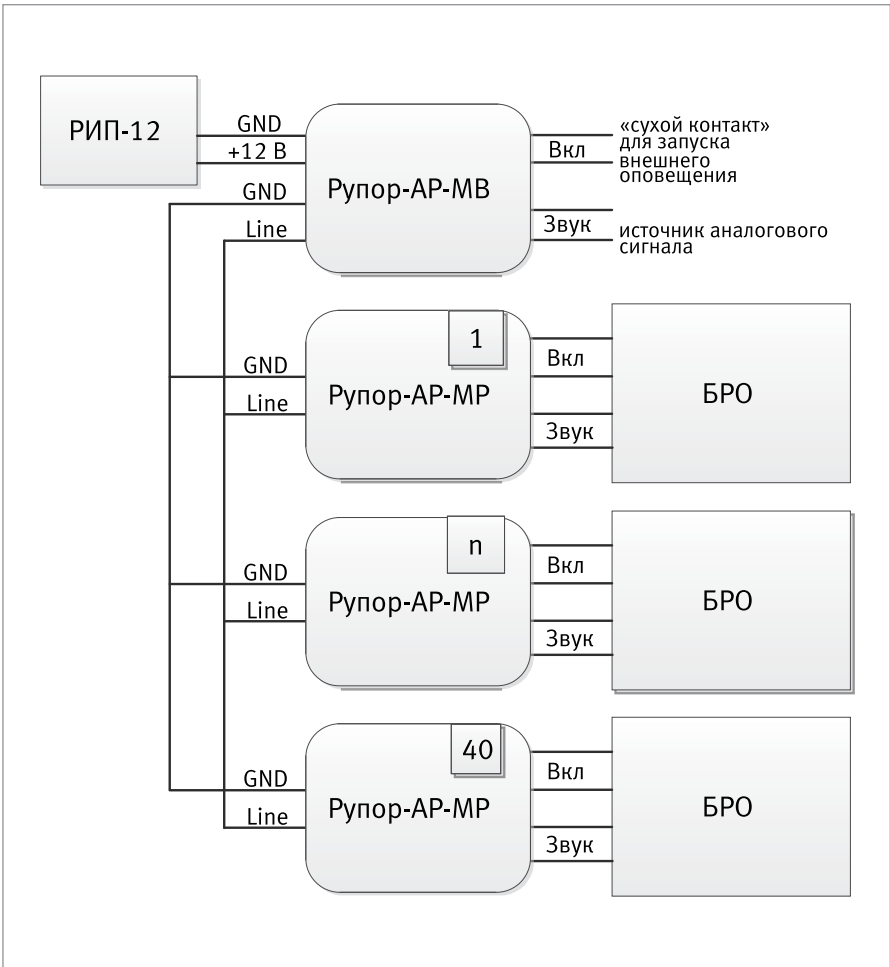 РИП-12
GND
+12 В
GND
Line
Рупор-АР-МВ
Вкл
«сухой контакт»
для запуска
внешнего
оповещения
Звук
источник аналогового
сигнала
1
GND
Line
Рупор-АР-МР
Вкл
Звук
БРО
n
GND
Line
Рупор-АР-МР
Вкл
Звук
БРО
40
GND
Line
Рупор-АР-МР
Вкл
Звук
БРО